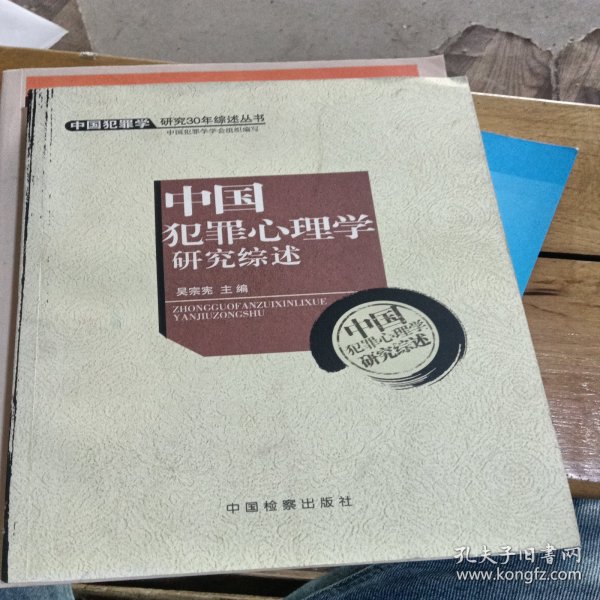 中国犯罪学 研究30年综述丛书
中国犯罪学学会组织编写
中国
犯罪心理学
研究综述
吴宗宪 主编
ZHONGGUOFANZUIXINLIXUE
YANJIUZONGSHU
中国
犯罪心理学
研究综述
中国检察出版社
孔夫子旧书网
www.kongfz.com